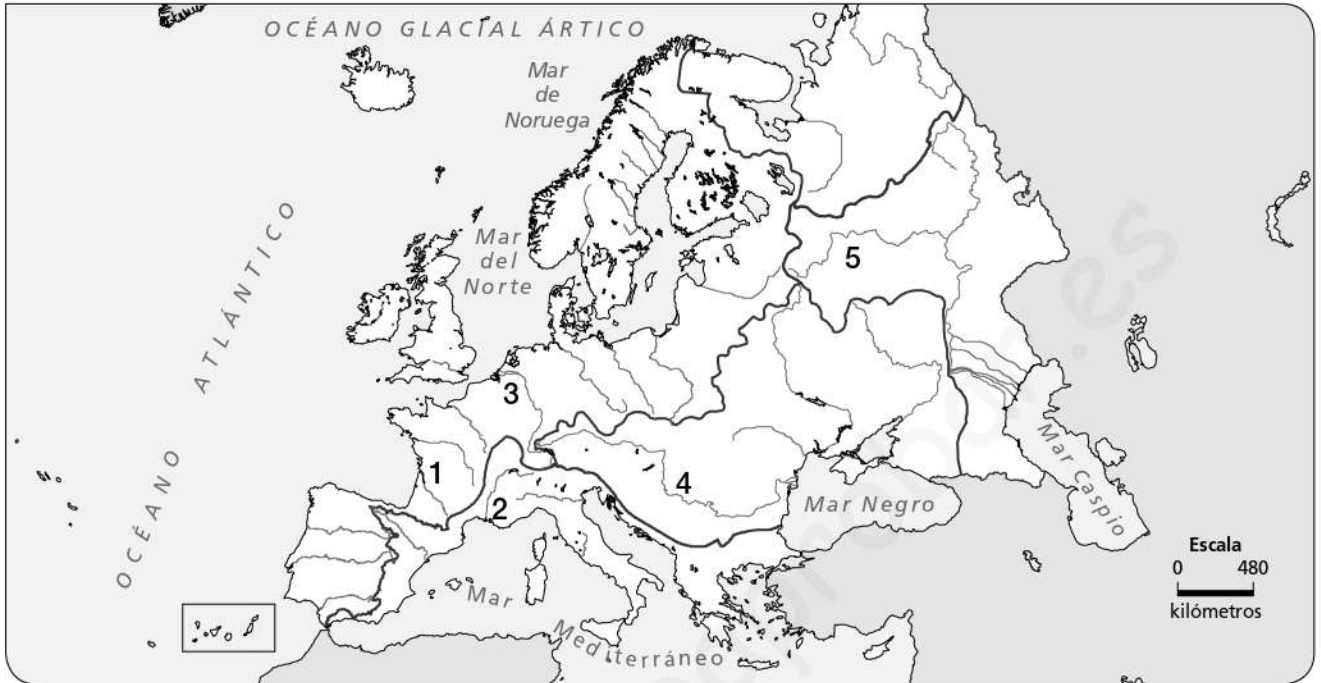 OCÉANO GLACIAL ÁRTICO
Mar
de
Noruega
OCÉANO ATLÁNTICO
Mar
del
Norte
5
3
1
2
4
Mar Negro
Mar Caspio
Mar Mediterráneo
Escala
0 480
kilómetros